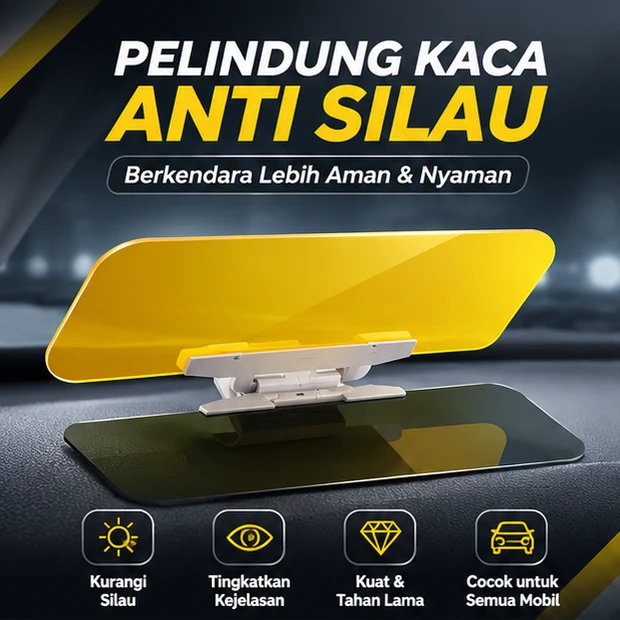 PELINDUNG KACA
ANTI SILAU
Berkendara Lebih Aman & Nyaman
Kurangi
Silau
Tingkatkan
Kejelasan
Kuat &
Tahan Lama
Cocok untuk
Semua Mobil